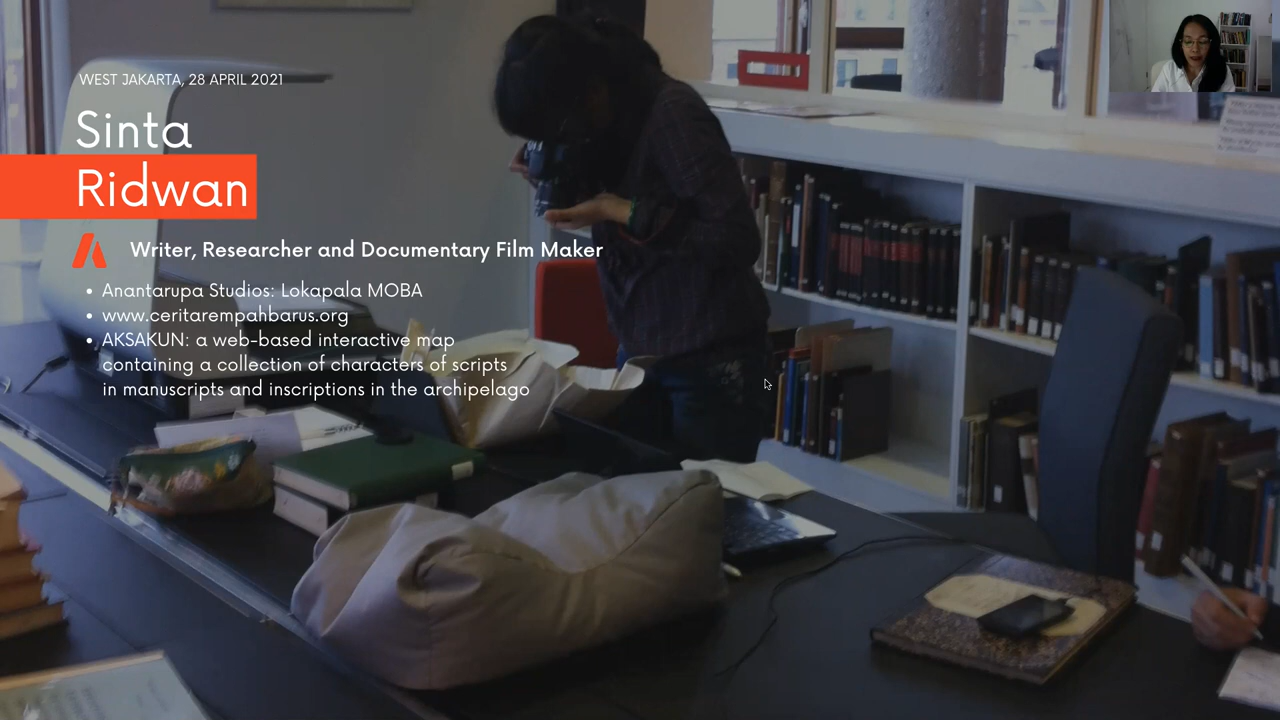 WEST JAKARTA, 28 APRIL 2021
Sinta
Ridwan
Writer, Researcher and Documentary Film Maker
• Anantarupa Studios: Lokapala MOBA
• www.ceritarempahbarus.org
• AKSAKUN: a web-based interactive map
containing a collection of characters of scripts
in manuscripts and inscriptions in the archipelago